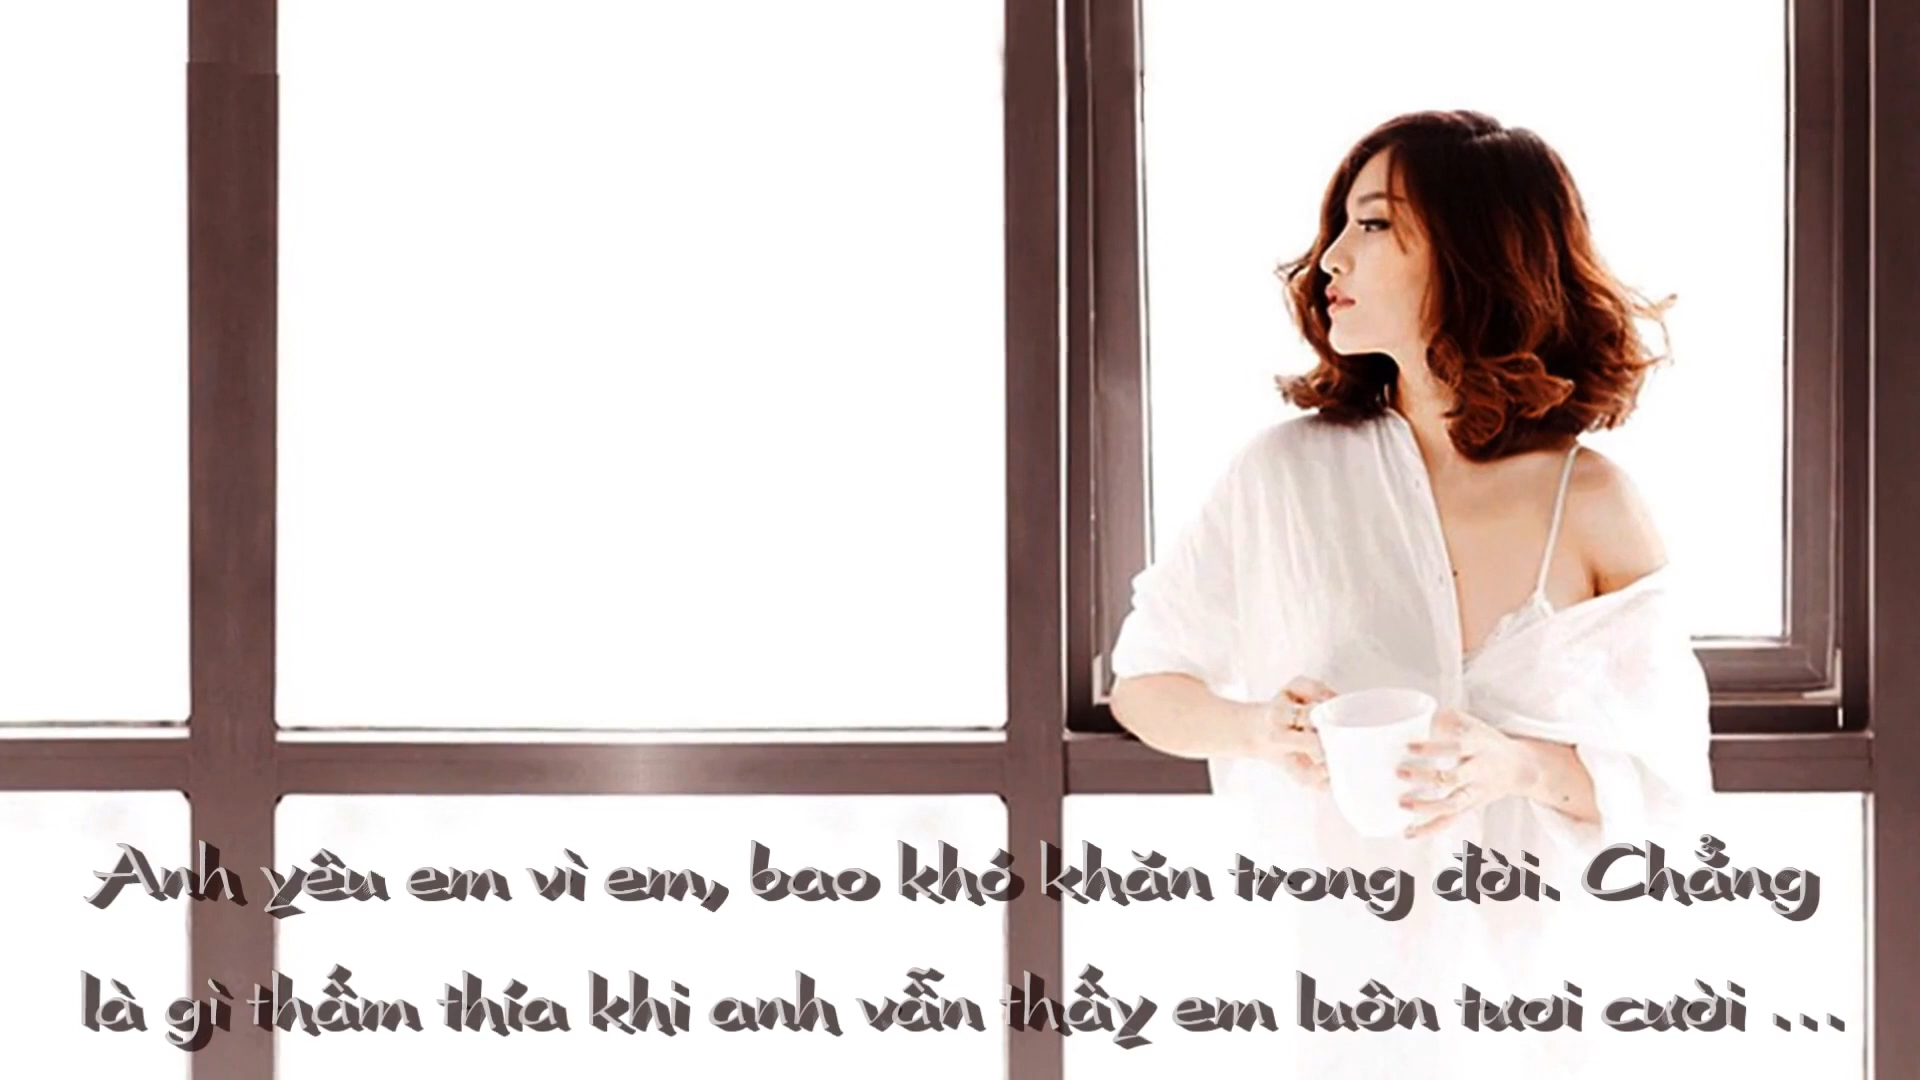 Anh yêu em vì em, bao khó khăn trong đời. Chẳng
là gì thấm thía khi anh vẫn thấy em luôn tươi cười ...